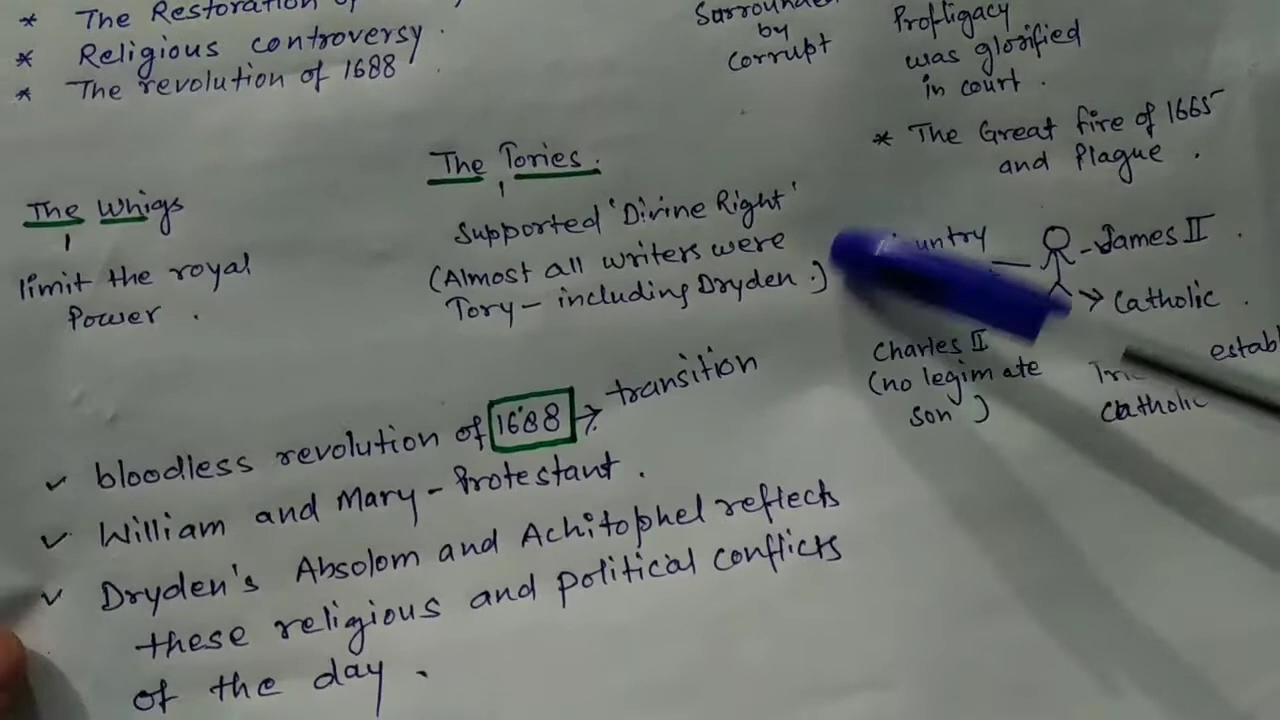 * The Restoration of
* Religious controversy.
* The revolution of 1688
Surrounded
by
corrupt
Profligacy
was glorified
in court.
* The Great fire of 1665
and Plague.
The Whigs
limit the royal
Power.
The Tories.
Supported 'Divine Right'
(Almost all writers were
Tory - including Dryden.)
James II.
Catholic.
Charles II
(no legimate
son)
Catholic
bloodless revolution of 1688 → transition
✓ William and Mary - Protestant.
✓ Dryden's Absolom and Achitophel reflects
these religious and political conflicts
of the day.